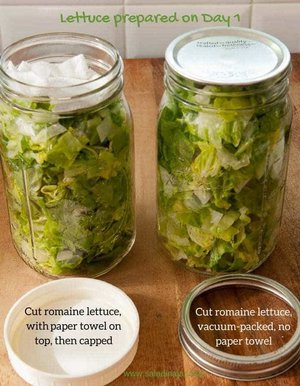 Lettuce prepared on Day 1
Cut romaine lettuce,
with paper towel on
top, then capped
Cut romaine lettuce,
vacuum-packed, no
paper towel